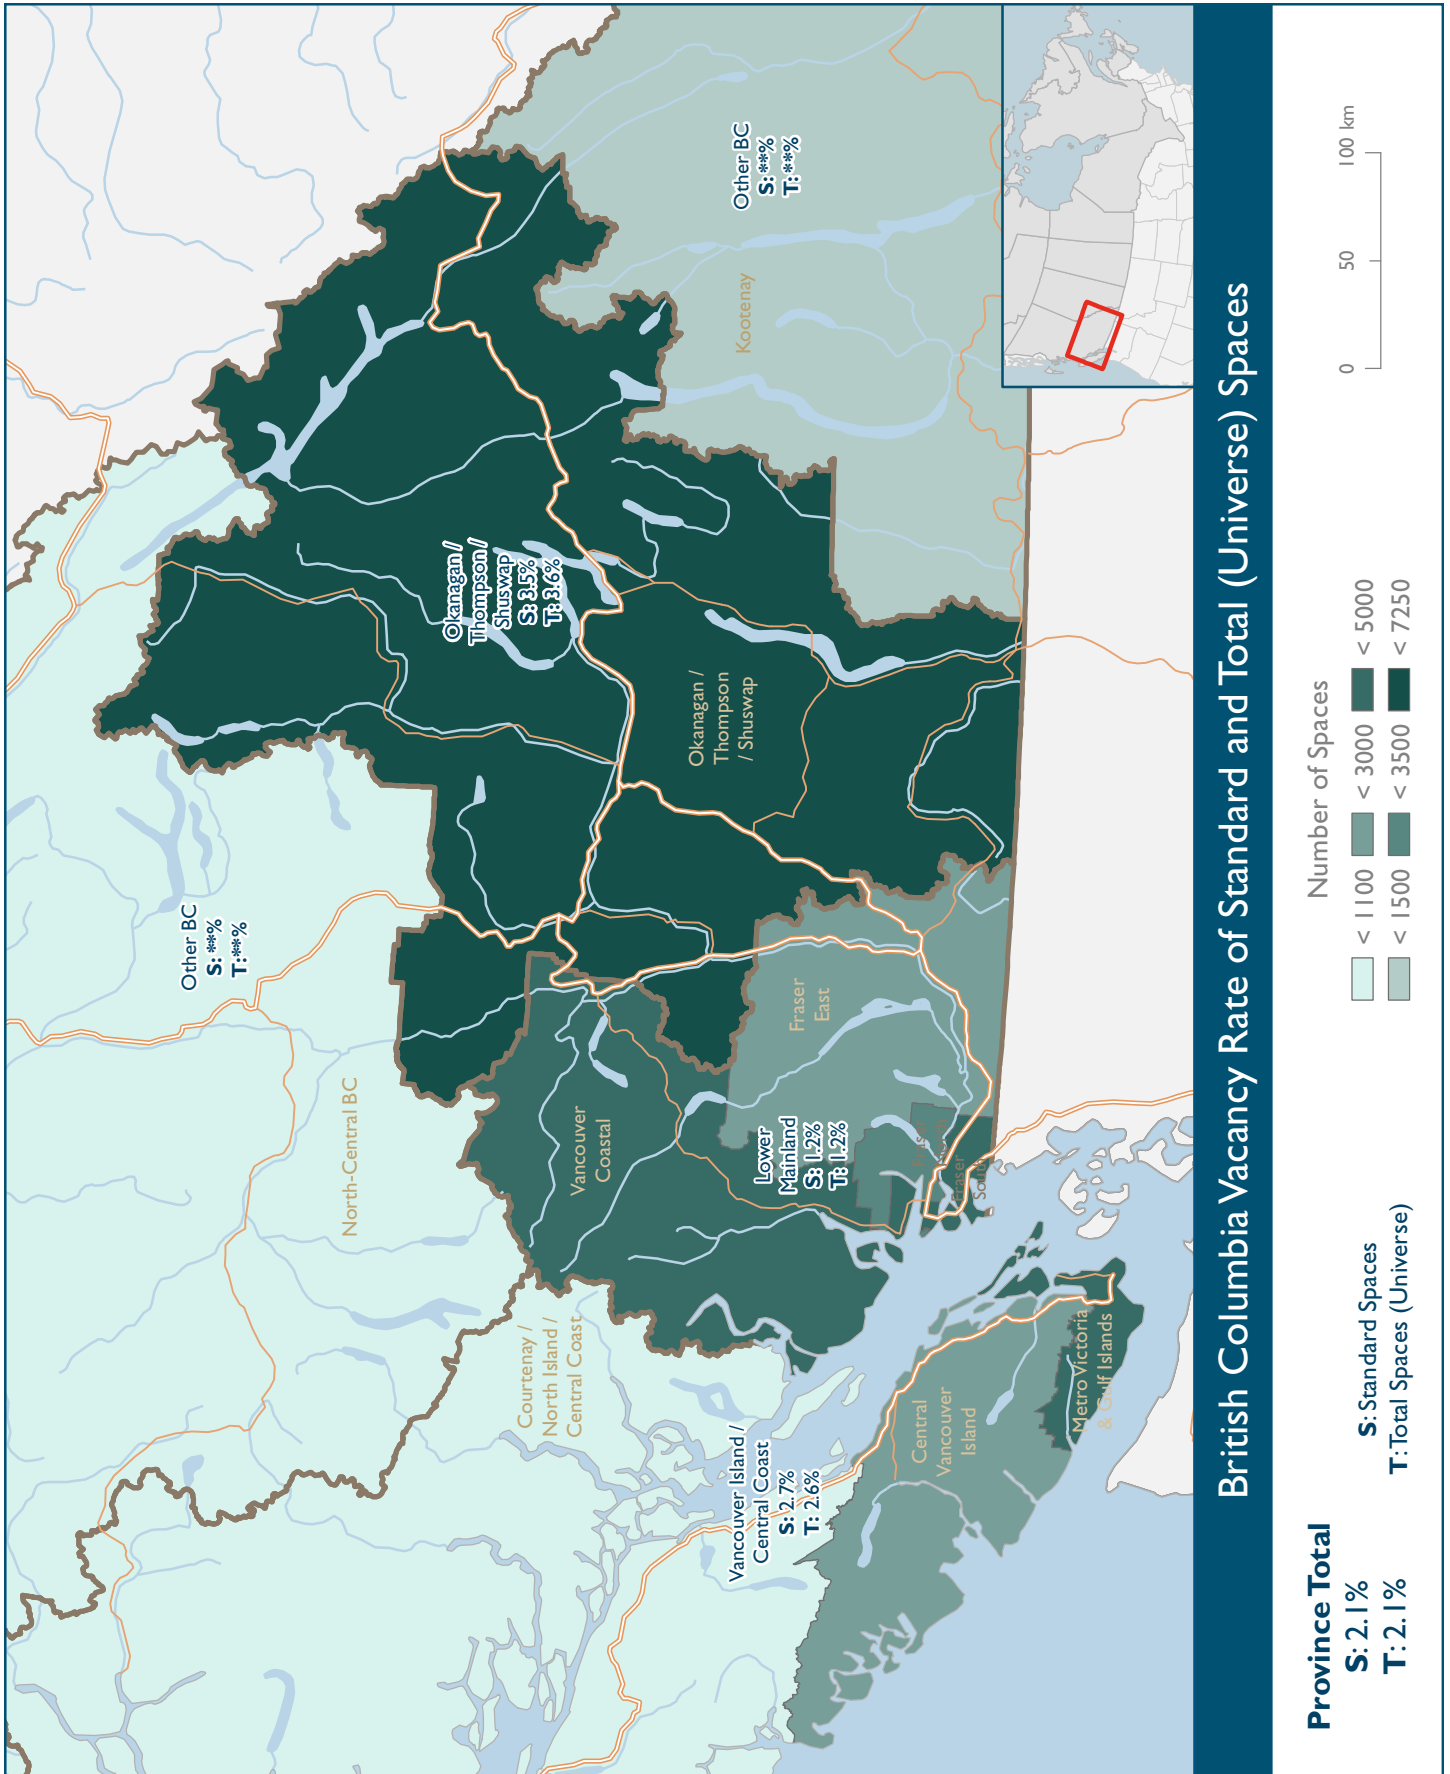 Other BC
S: **%
T: **%
Other BC
S: **%
T: **%
Kootenay
Okanagan /
Thompson /
Shuswap
S: 3.5%
T: 3.6%
Okanagan /
Thompson
/ Shuswap
North-Central BC
Vancouver
Coastal
Fraser
East
Lower
Mainland
S: 1.2%
T: 1.2%
Fraser
Fraser
South
Courtenay /
North Island /
Central Coast
Vancouver Island /
Central Coast
S: 2.7%
T: 2.6%
Central
Vancouver
Island
Metro Victoria
& Gulf Islands
British Columbia Vacancy Rate of Standard and Total (Universe) Spaces
Province Total
S: 2.1%
T: 2.1%
S: Standard Spaces
T: Total Spaces (Universe)
Number of Spaces
< 1100
< 3000
< 5000
< 1500
< 3500
< 7250
0 50 100 km